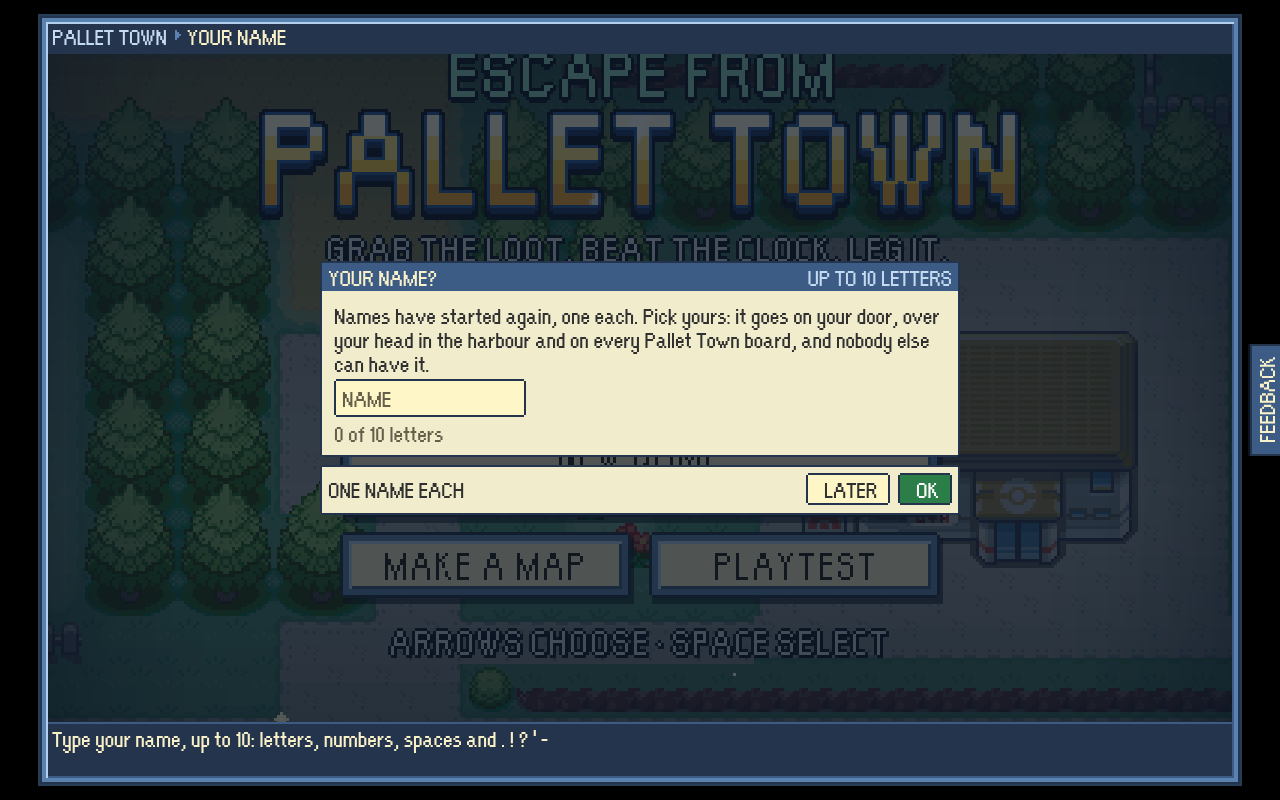 PALLET TOWN YOUR NAME
ESCAPE FROM
PALLET TOWN
GRAB THE LOOT. BEAT THE CLOCK. LEG IT.
YOUR NAME?
UP TO 10 LETTERS
Names have started again, one each. Pick yours: it goes on your door, over
your head in the harbour and on every Pallet Town board, and nobody else
can have it.
NAME
0 of 10 letters
ONE NAME EACH
LATER
OK
MAKE A MAP
PLAYTEST
ARROWS CHOOSE · SPACE SELECT
Type your name, up to 10: letters, numbers, spaces and . ! ? ' -
FEEDBACK